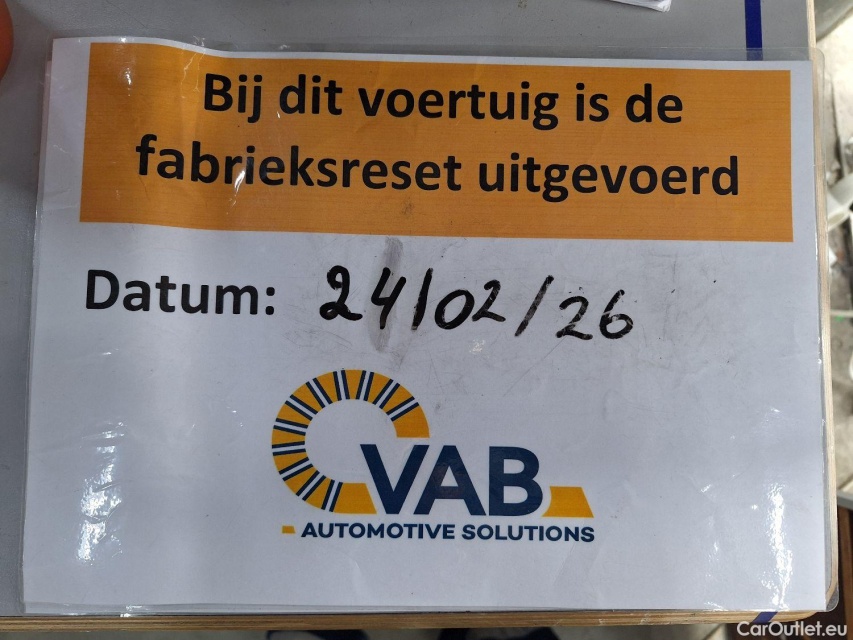 Bij dit voertuig is de
fabrieksreset uitgevoerd
Datum: 24/02/26
VAB
AUTOMOTIVE SOLUTIONS
CarOutlet.eu